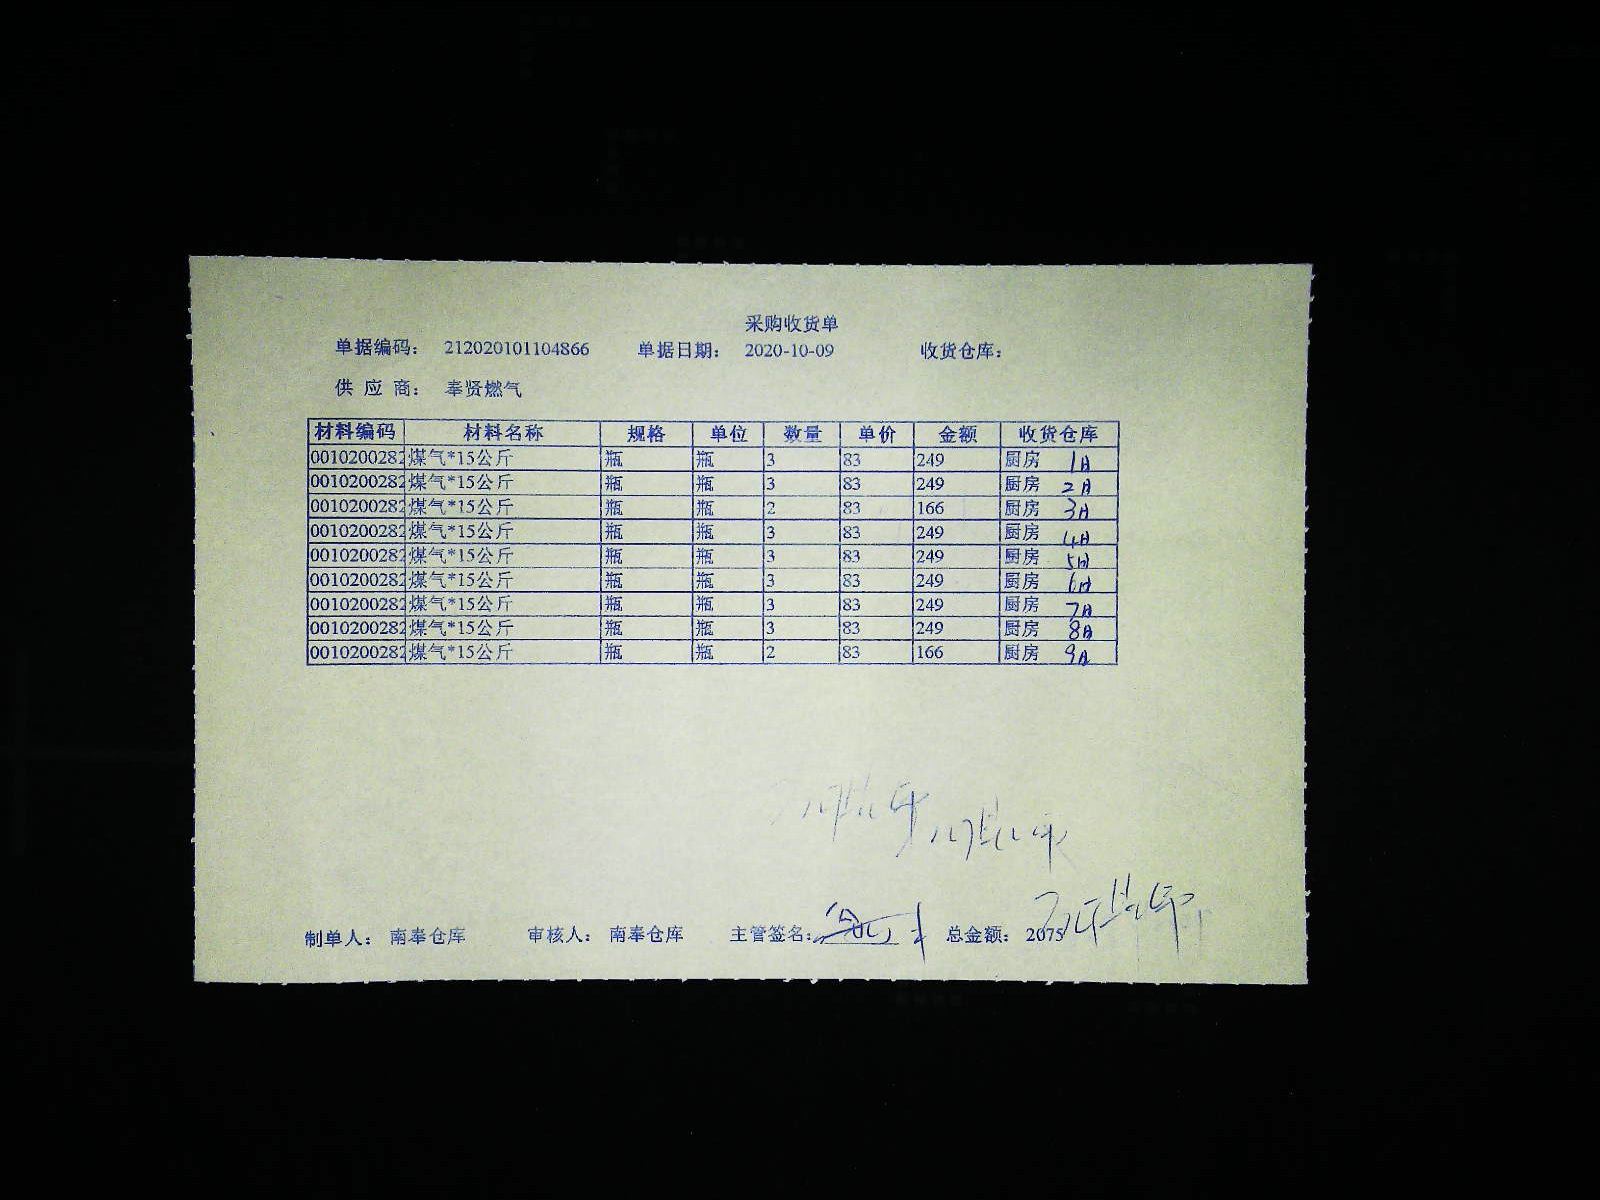 采购收货单
单据编码： 212020101104866 单据日期： 2020-10-09 收货仓库：
供 应 商： 奉贤燃气
材料编码 材料名称 规格 单位 数量 单价 金额 收货仓库
0010200282 煤气*15公斤 瓶 瓶 3 83 249 厨房 1日
0010200282 煤气*15公斤 瓶 瓶 3 83 249 厨房 2日
0010200282 煤气*15公斤 瓶 瓶 2 83 166 厨房 3日
0010200282 煤气*15公斤 瓶 瓶 3 83 249 厨房 4日
0010200282 煤气*15公斤 瓶 瓶 3 83 249 厨房 5日
0010200282 煤气*15公斤 瓶 瓶 3 83 249 厨房 6日
0010200282 煤气*15公斤 瓶 瓶 3 83 249 厨房 7日
0010200282 煤气*15公斤 瓶 瓶 3 83 249 厨房 8日
0010200282 煤气*15公斤 瓶 瓶 2 83 166 厨房 9日
制单人： 南奉仓库 审核人： 南奉仓库 主管签名： 总金额： 2075